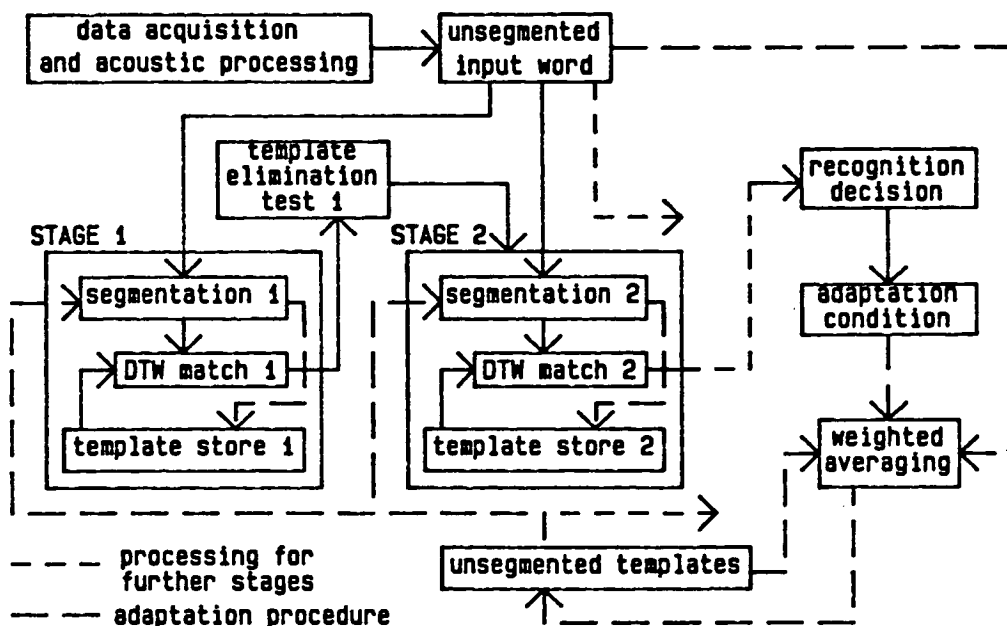 data acquisition
and acoustic processing
unsegmented
input word
template
elimination
test 1
recognition
decision
STAGE 1
STAGE 2
segmentation 1
segmentation 2
adaptation
condition
DTW match 1
DTW match 2
template store 1
template store 2
weighted
averaging
unsegmented templates
processing for
further stages
adaptation procedure